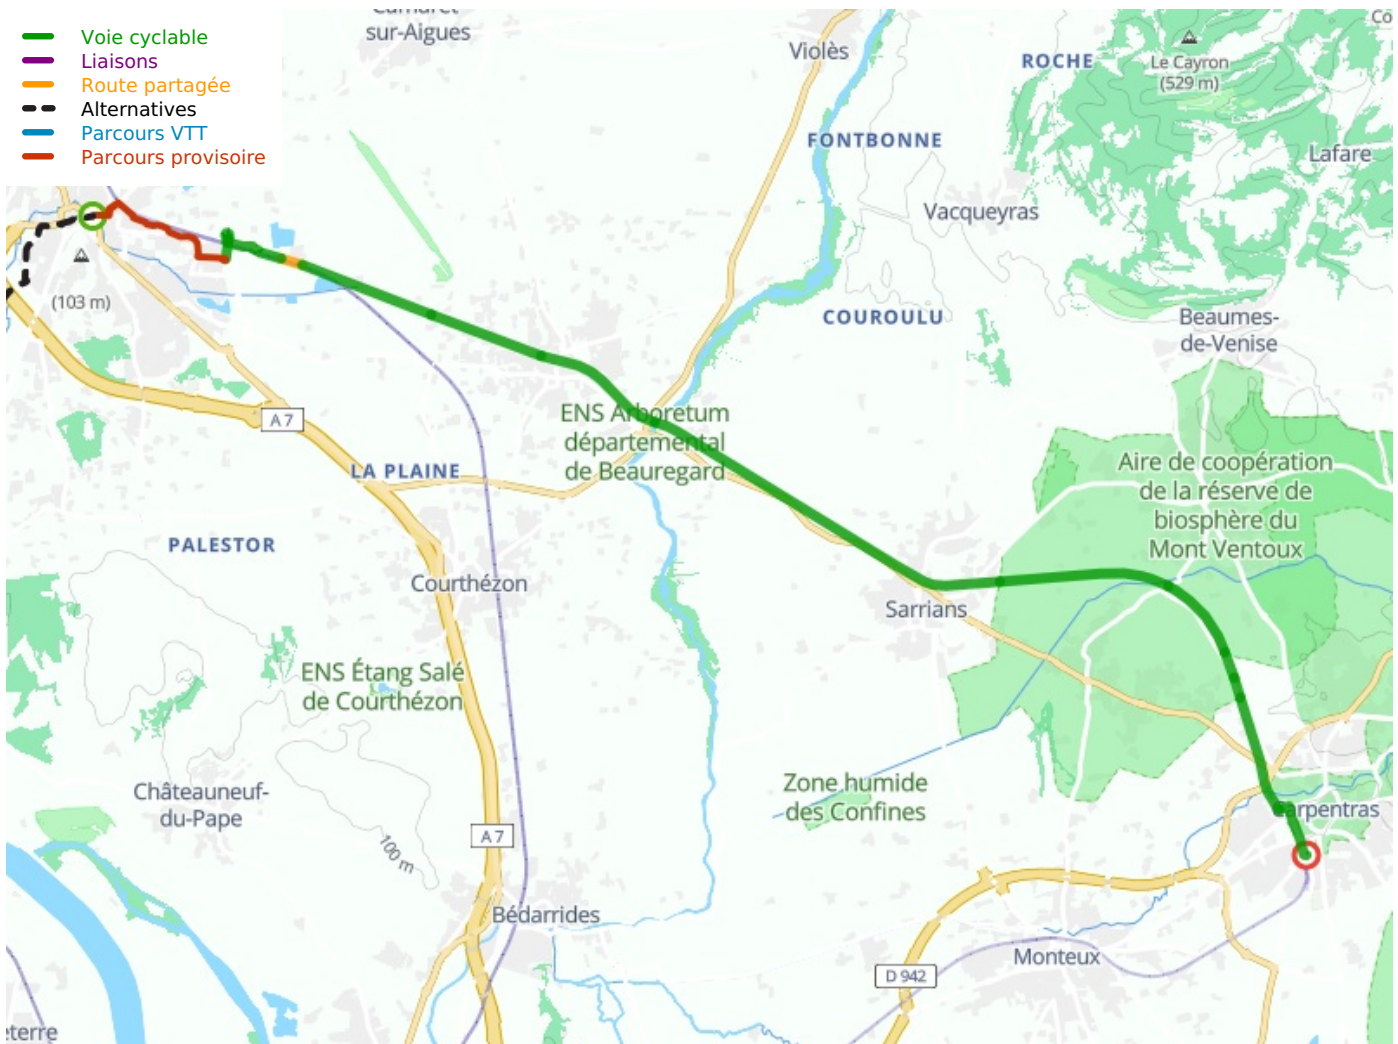 Voie cyclable
Liaisons
Route partagée
Alternatives
Parcours VTT
Parcours provisoire
sur-Aigues
Violès
ROCHE
Le Cayron
(529 m)
FONTBONNE
Lafare
Vacqueyras
(103 m)
COUROULU
Beaumes-
de-Venise
A 7
ENS Arboretum
départemental
de Beauregard
LA PLAINE
Aire de coopération
de la réserve de
biosphère du
Mont Ventoux
PALESTOR
Courthézon
Sarrians
ENS Étang Salé
de Courthézon
Châteauneuf-
du-Pape
Zone humide
des Confines
Carpentras
A 7
100 m
Bédarrides
Monteux
D 942